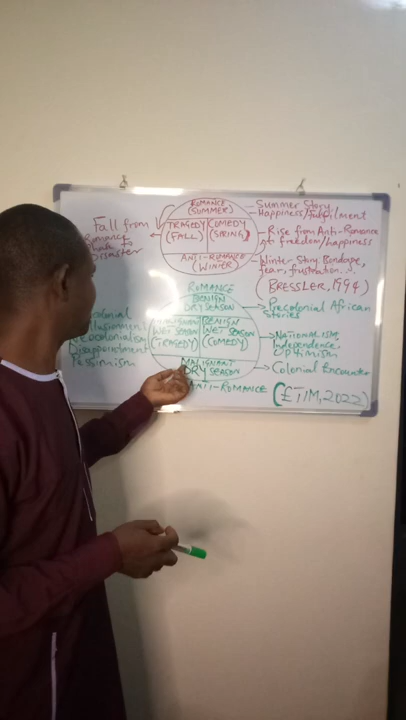 ROMANCE
(SUMMER)
TRAGEDY
(FALL)
COMEDY
(SPRING)
ANTI-ROMANCE
(WINTER)
Fall from
Romance
to
Disaster
Summer Story.
Happiness/Fulfilment
Rise from Anti-Romance
to freedom/happiness
Winter Story. Bondage,
fear, frustration...
(BRESSLER, 1994)
ROMANCE
BENIGN
DRY SEASON
WET SEASON
(TRAGEDY)
BENIGN
WET SEASON
(COMEDY)
MALIGNANT
DRY SEASON
ANTI-ROMANCE
Disappointment
Pessimism
Precolonial African
Stories
Nationalism,
Independence,
Optimism
Colonial Encounter
(ETIM, 2022)